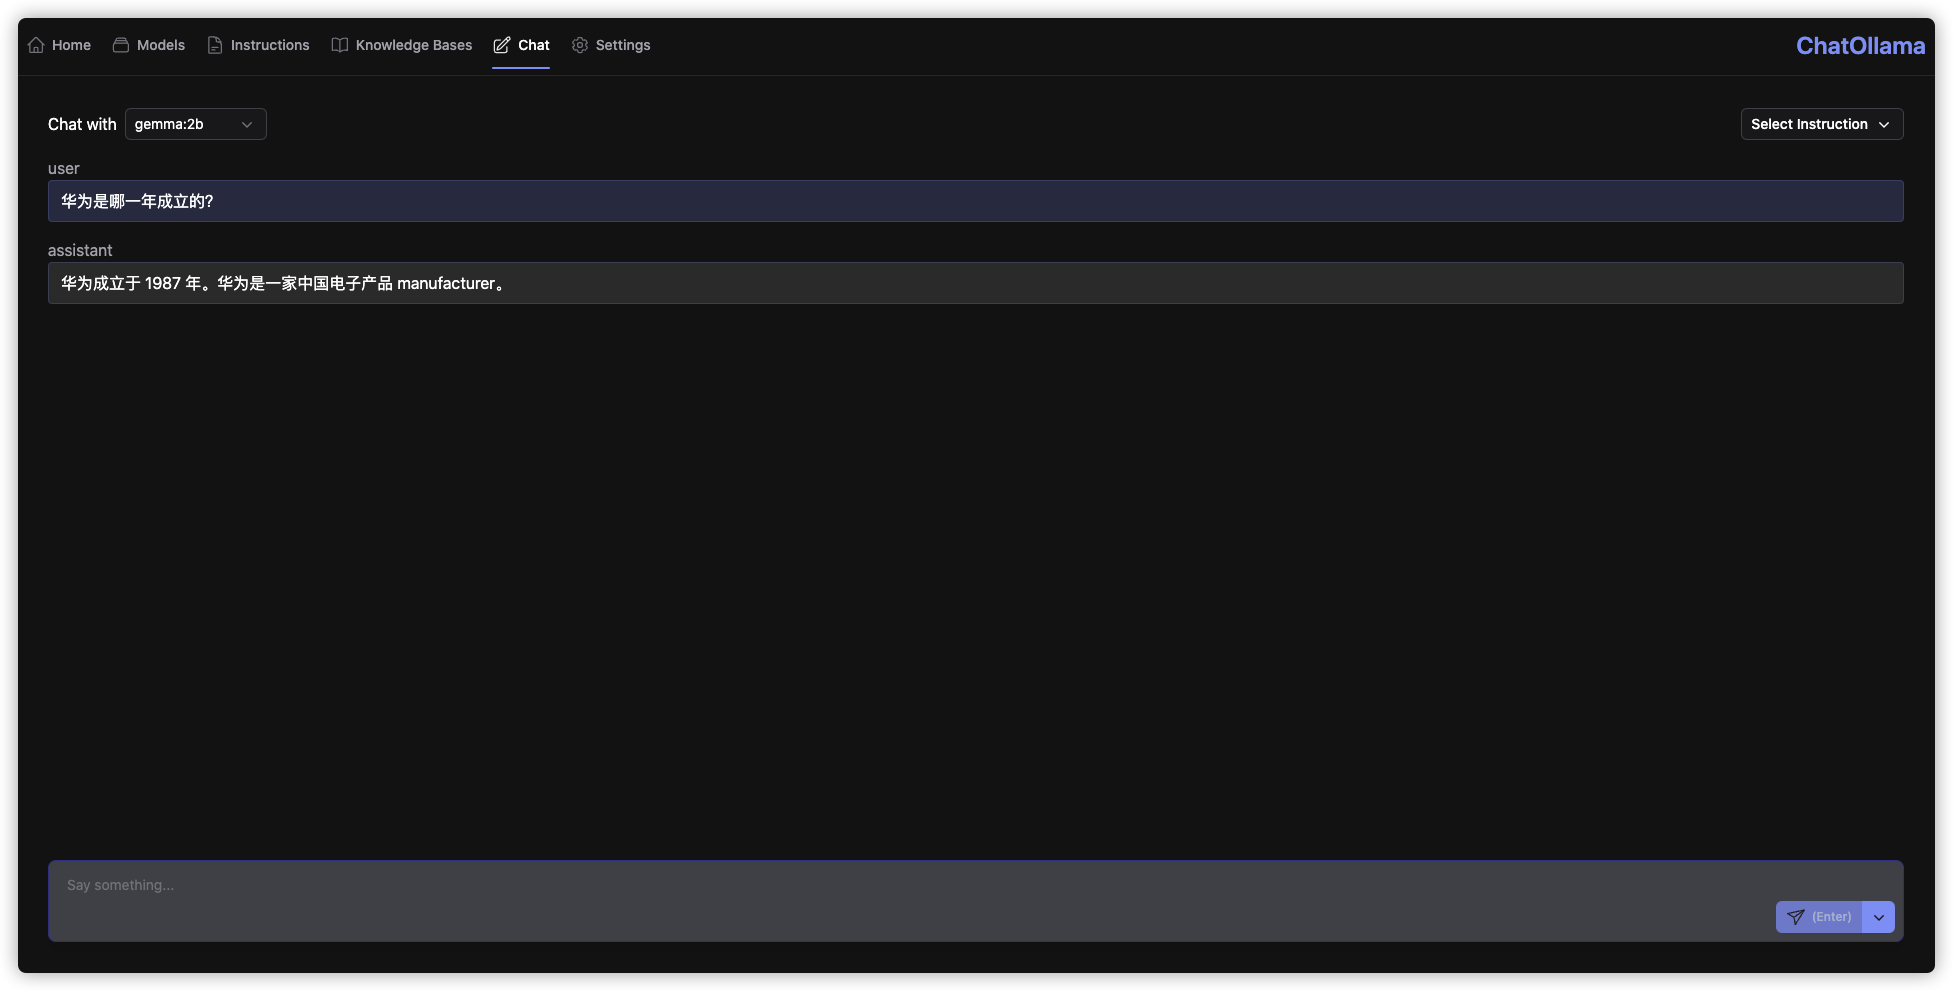 Home Models Instructions Knowledge Bases Chat Settings ChatOllama
Chat with gemma:2b Select Instruction
user
华为是哪一年成立的?
assistant
华为成立于 1987 年。华为是一家中国电子产品 manufacturer。
Say something...
(Enter)